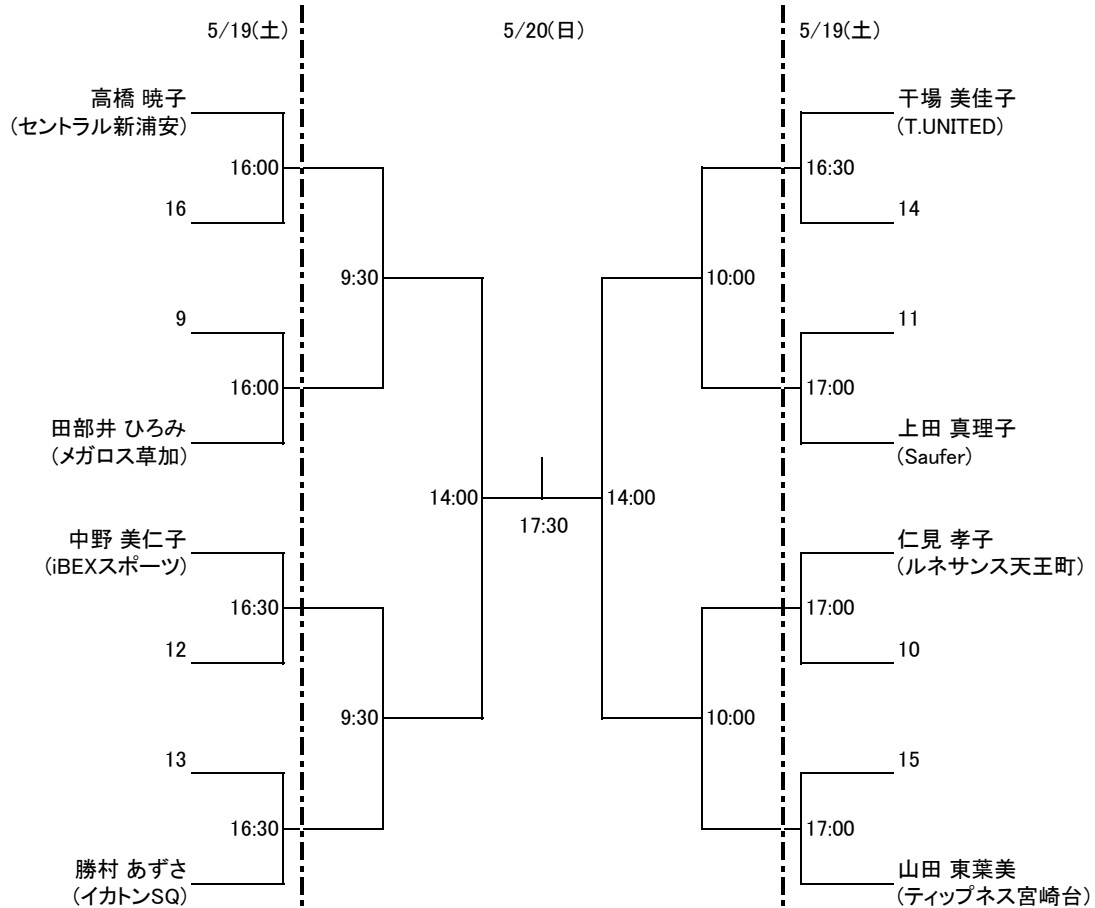 5/19(土)
5/20(日)
5/19(土)
高橋 暁子
(セントラル新浦安)
16:00
16
9:30
9
16:00
田部井 ひろみ
(メガロス草加)
14:00
中野 美仁子
(iBEXスポーツ)
16:30
12
9:30
13
16:30
勝村 あずさ
(イカトンSQ)
17:30
干場 美佳子
(T.UNITED)
16:30
14
10:00
11
17:00
上田 真理子
(Saufer)
14:00
仁見 孝子
(ルネサンス天王町)
17:00
10
10:00
15
17:00
山田 東葉美
(ティップネス宮崎台)